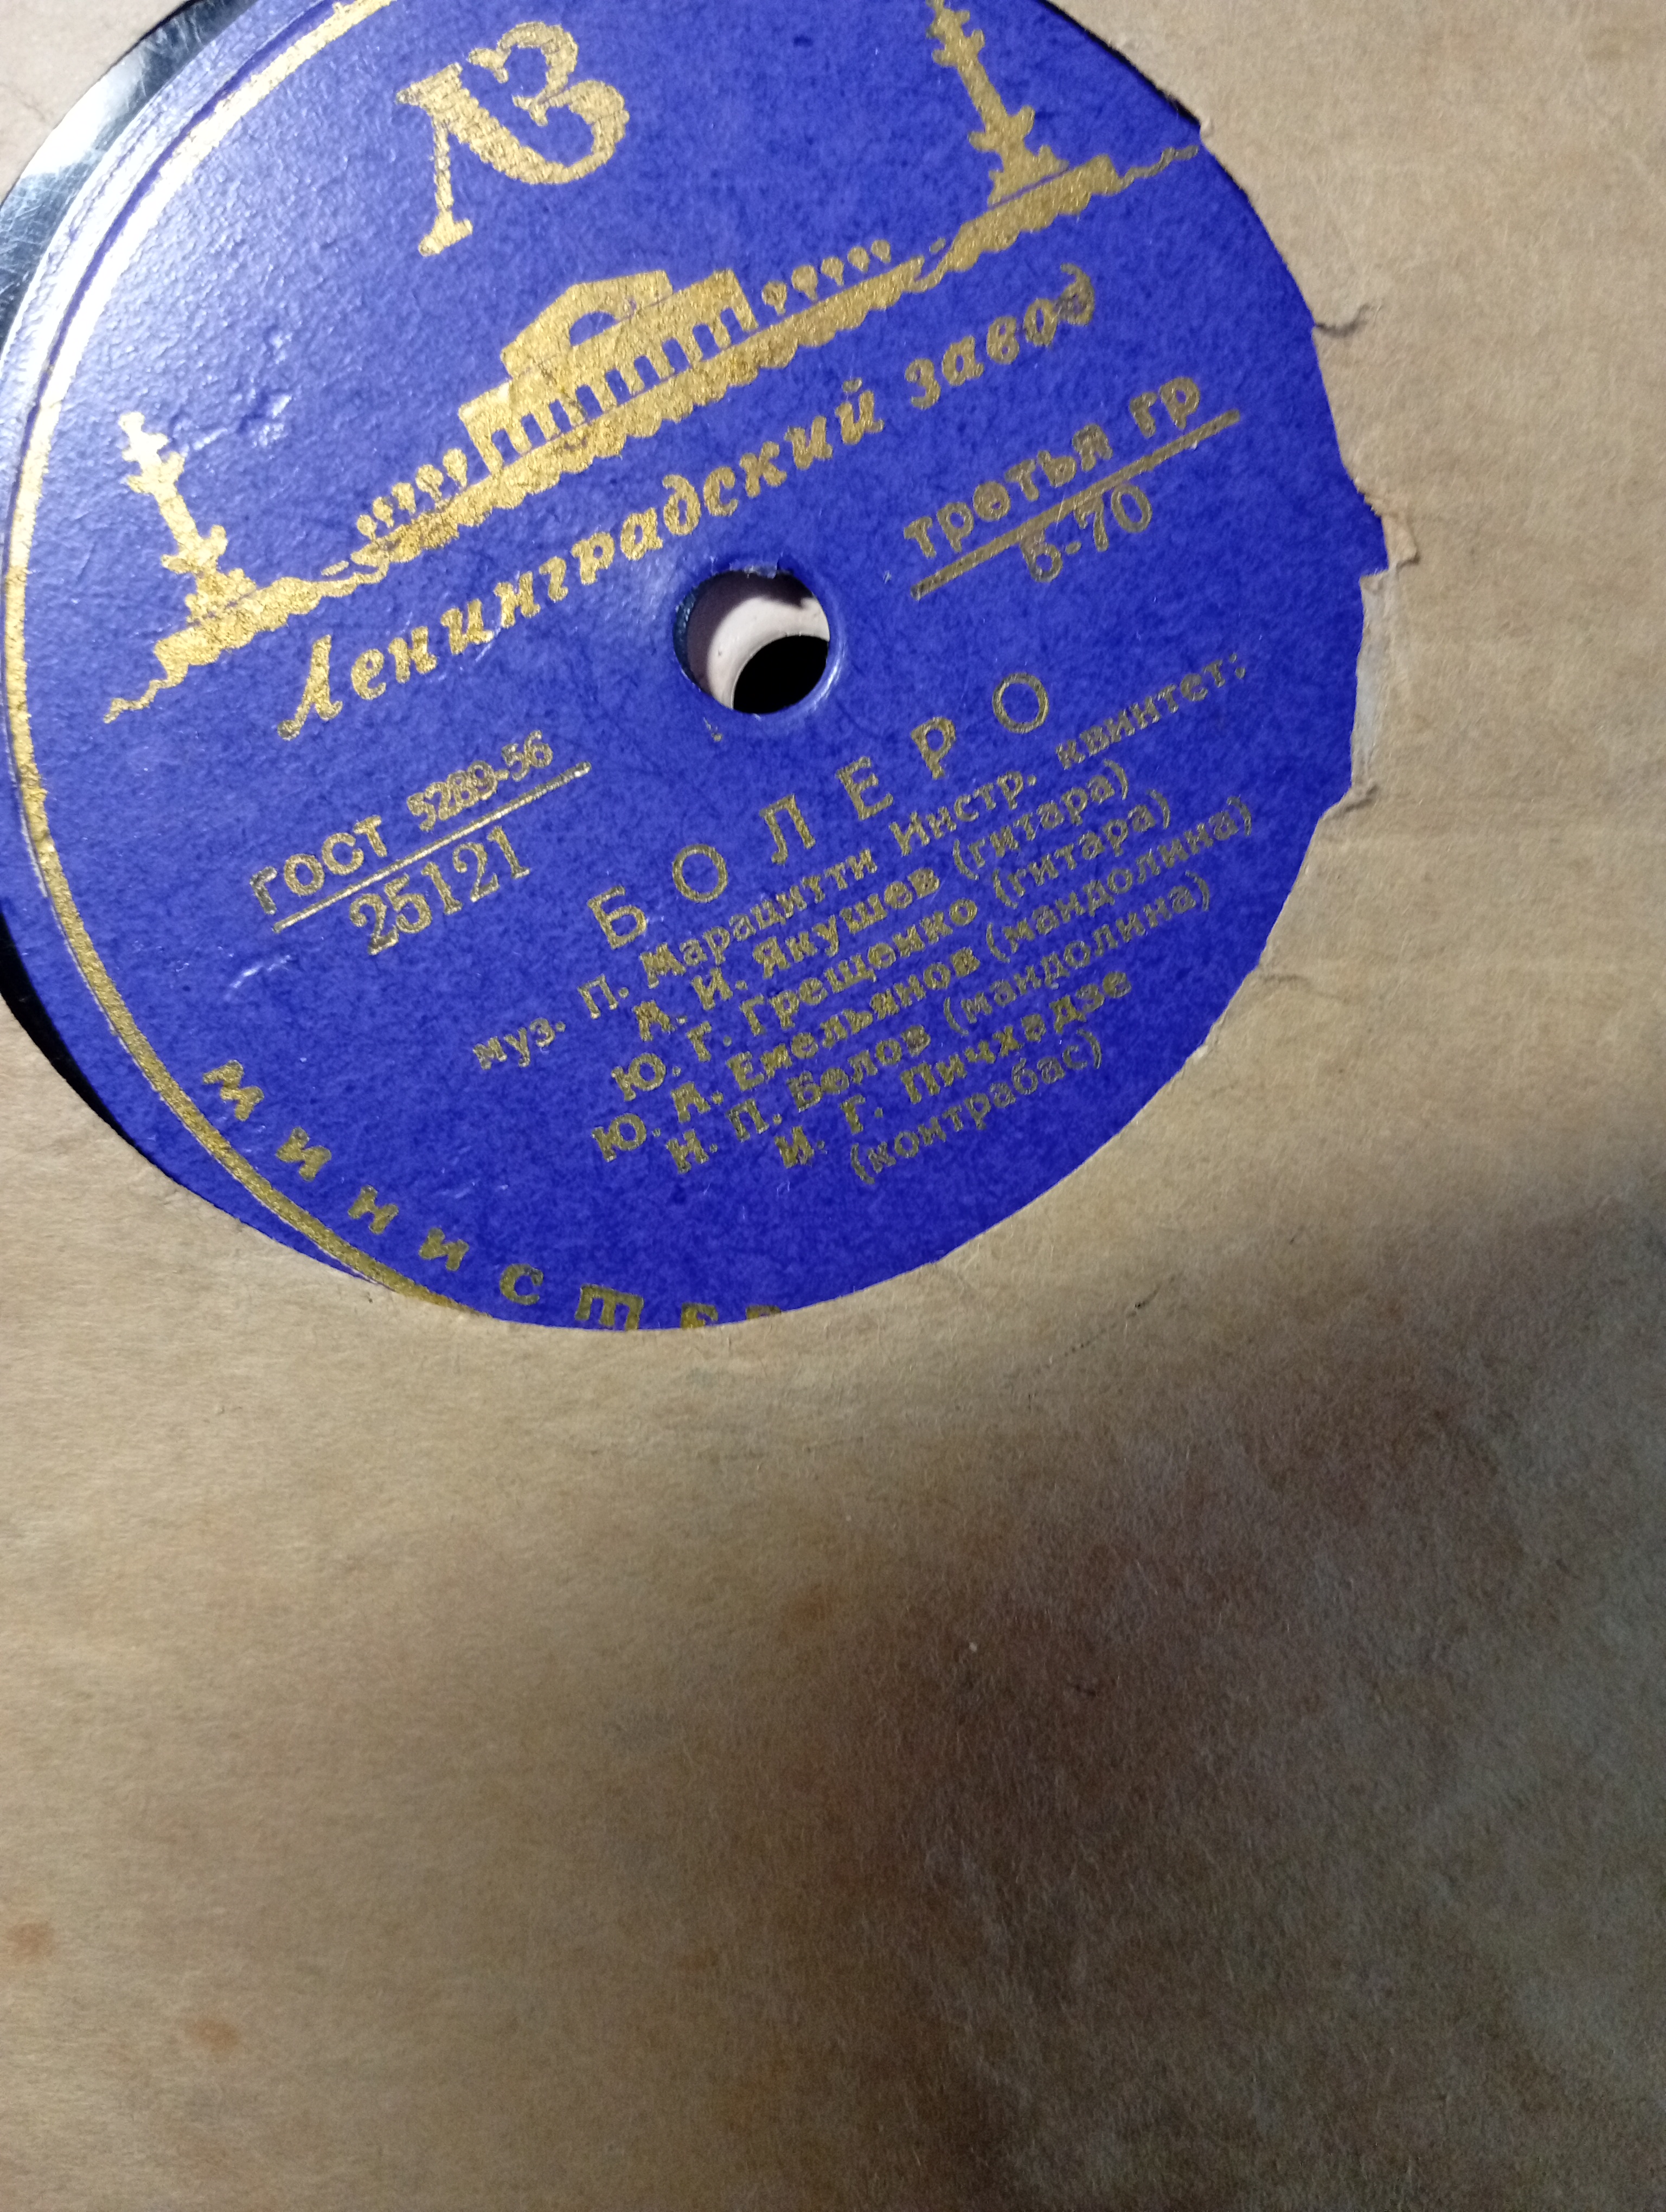 ЛЗ
Ленинградский завод
третья гр
5-70
ГОСТ 5289-56
25121
БОЛЕРО
муз. П. Марацитти Инстр. квинтет:
А. И. Якушев (гитара)
Ю. Г. Грещенко (гитара)
Ю. А. Емельянов (мандолина)
Н. П. Белов (мандолина)
И. Г. Пичхадзе
(контрабас)
МИНИСТЕР